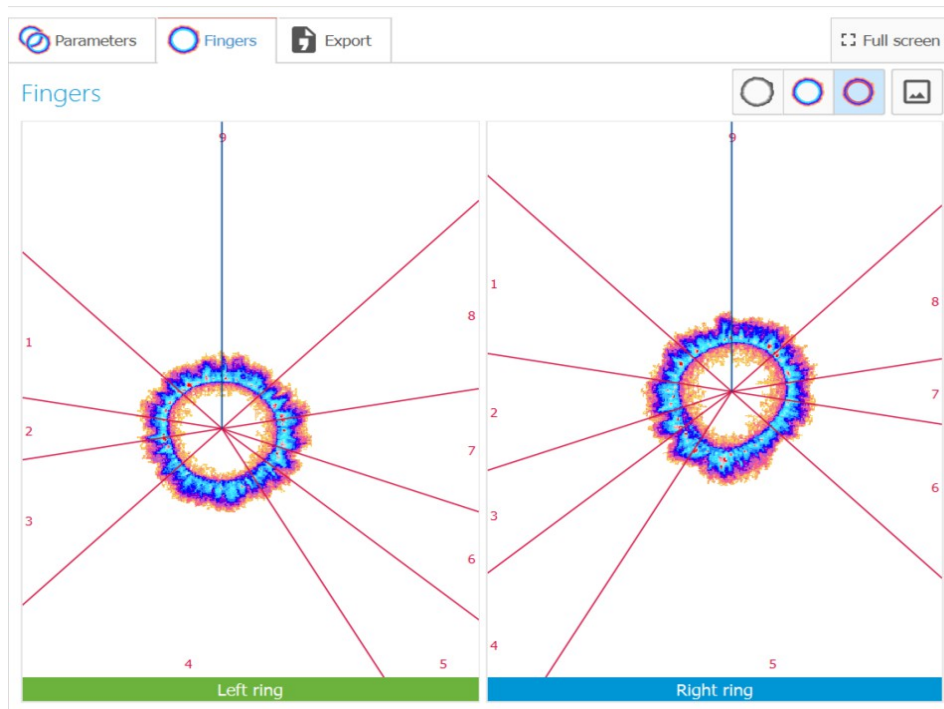 Parameters Fingers Export Full screen
Fingers
9 9
1 8 1 8
2 7 2 7
3 6 3 6
4 5 4 5
Left ring Right ring